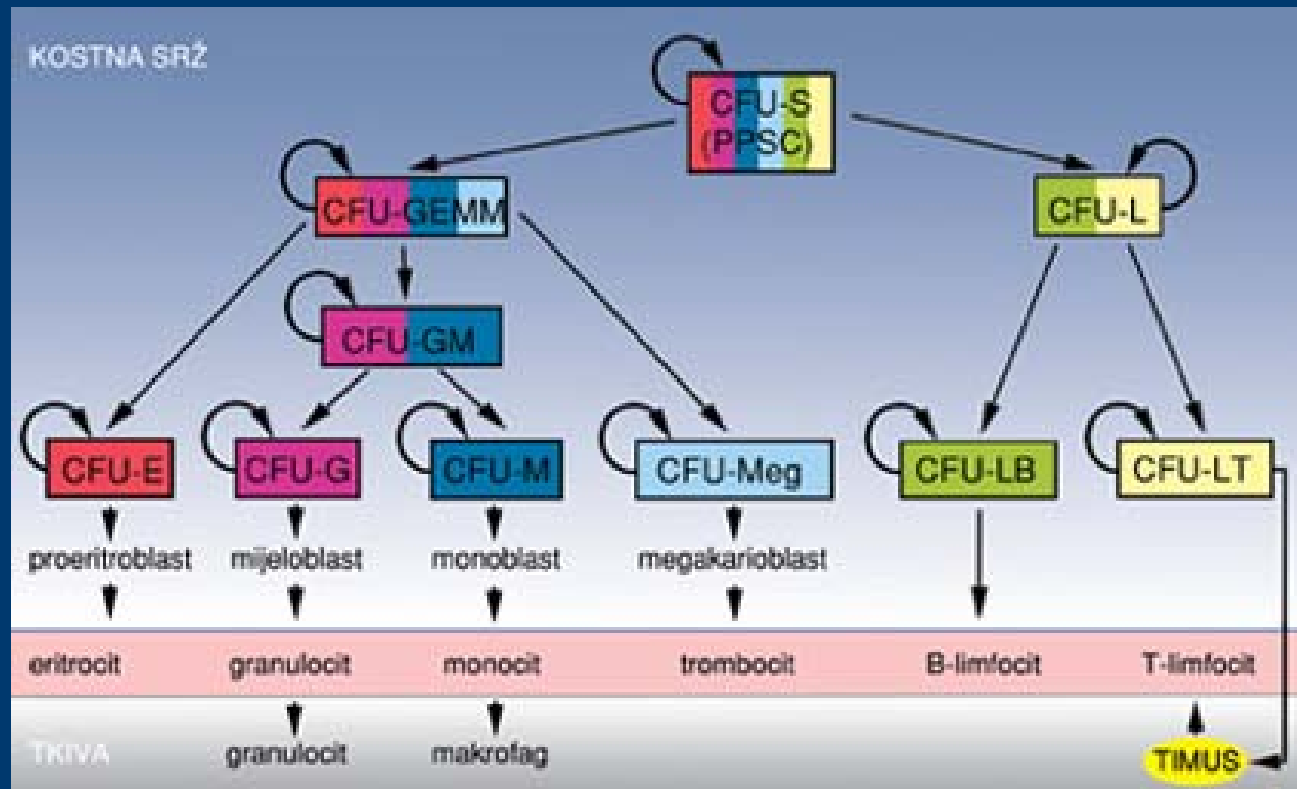 KOSTNA SRŽ
CFU-S
(PPSC)
CFU-GEMM
CFU-L
CFU-GM
CFU-E
CFU-G
CFU-M
CFU-Meg
CFU-LB
CFU-LT
proeritroblast
mijeloblast
monoblast
megakarioblast
eritrocit
granulocit
monocit
trombocit
B-limfocit
T-limfocit
TKIVA
granulocit
makrofag
TIMUS